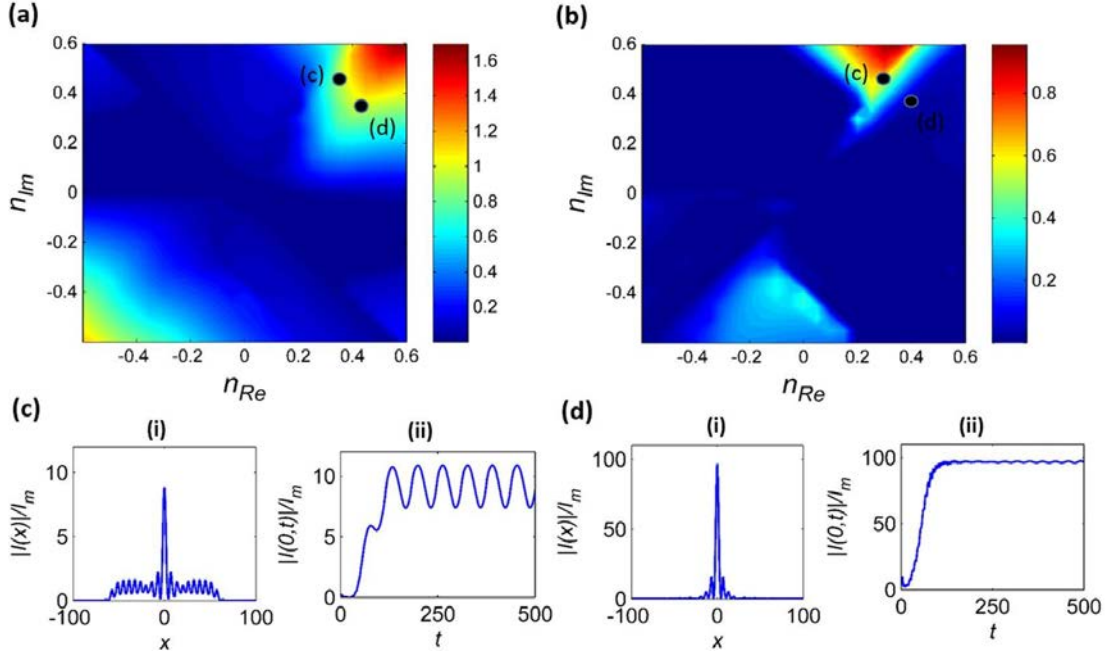 (a)
(b)
0.6
0.4
0.2
0
-0.2
-0.4
n_Im
-0.4 -0.2 0 0.2 0.4 0.6
n_Re
(c)
(d)
1.6
1.4
1.2
1
0.8
0.6
0.4
0.2
0.6
0.4
0.2
0
-0.2
-0.4
n_Im
-0.4 -0.2 0 0.2 0.4 0.6
n_Re
(c)
(d)
0.8
0.6
0.4
0.2
(c)
(i)
10
5
0
|I(x)|/I_m
-100 0 100
x
(ii)
10
5
0
|I(0,t)|/I_m
0 250 500
t
(d)
(i)
100
50
0
|I(x)|/I_m
-100 0 100
x
(ii)
100
50
0
|I(0,t)|/I_m
0 250 500
t